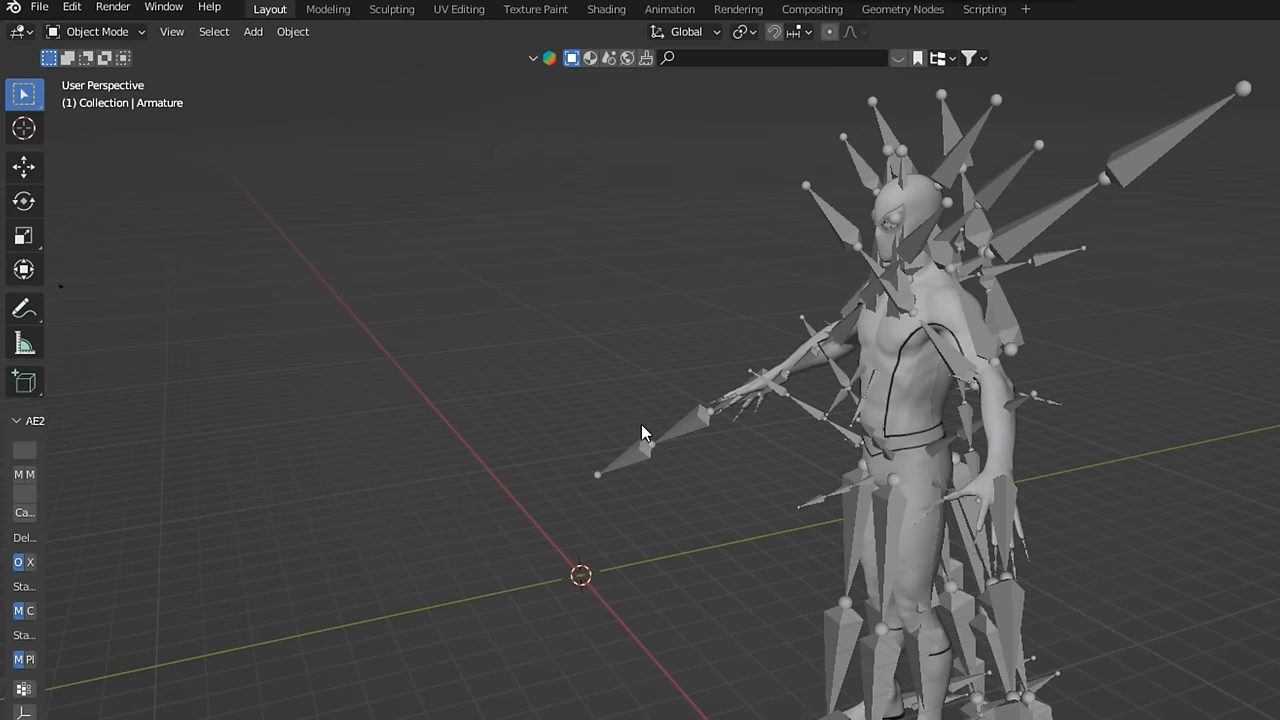 File Edit Render Window Help Layout Modeling Sculpting UV Editing Texture Paint Shading Animation Rendering Compositing Geometry Nodes Scripting
Object Mode View Select Add Object Global
User Perspective
(1) Collection | Armature
AE2
M M
Ca...
Del...
O X
Sta...
M C
Sta...
M Pl